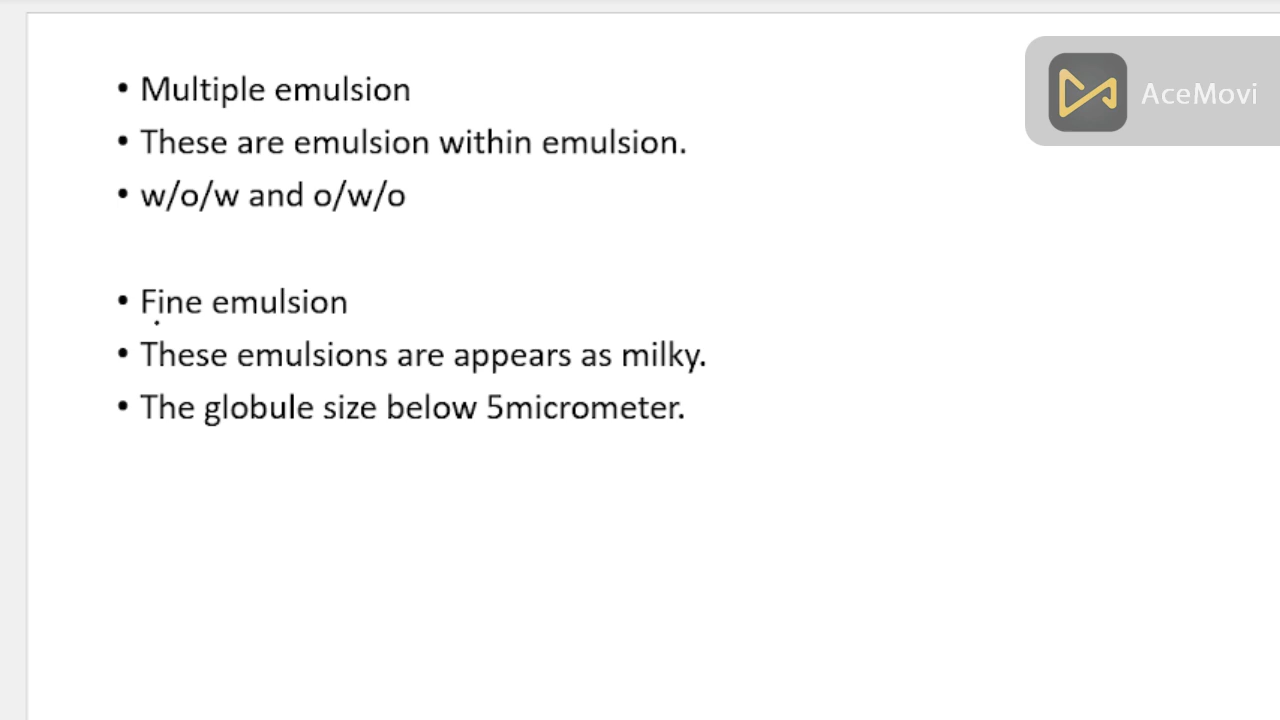 • Multiple emulsion
AceMovi
• These are emulsion within emulsion.
• w/o/w and o/w/o
• Fine emulsion
• These emulsions are appears as milky.
• The globule size below 5micrometer.